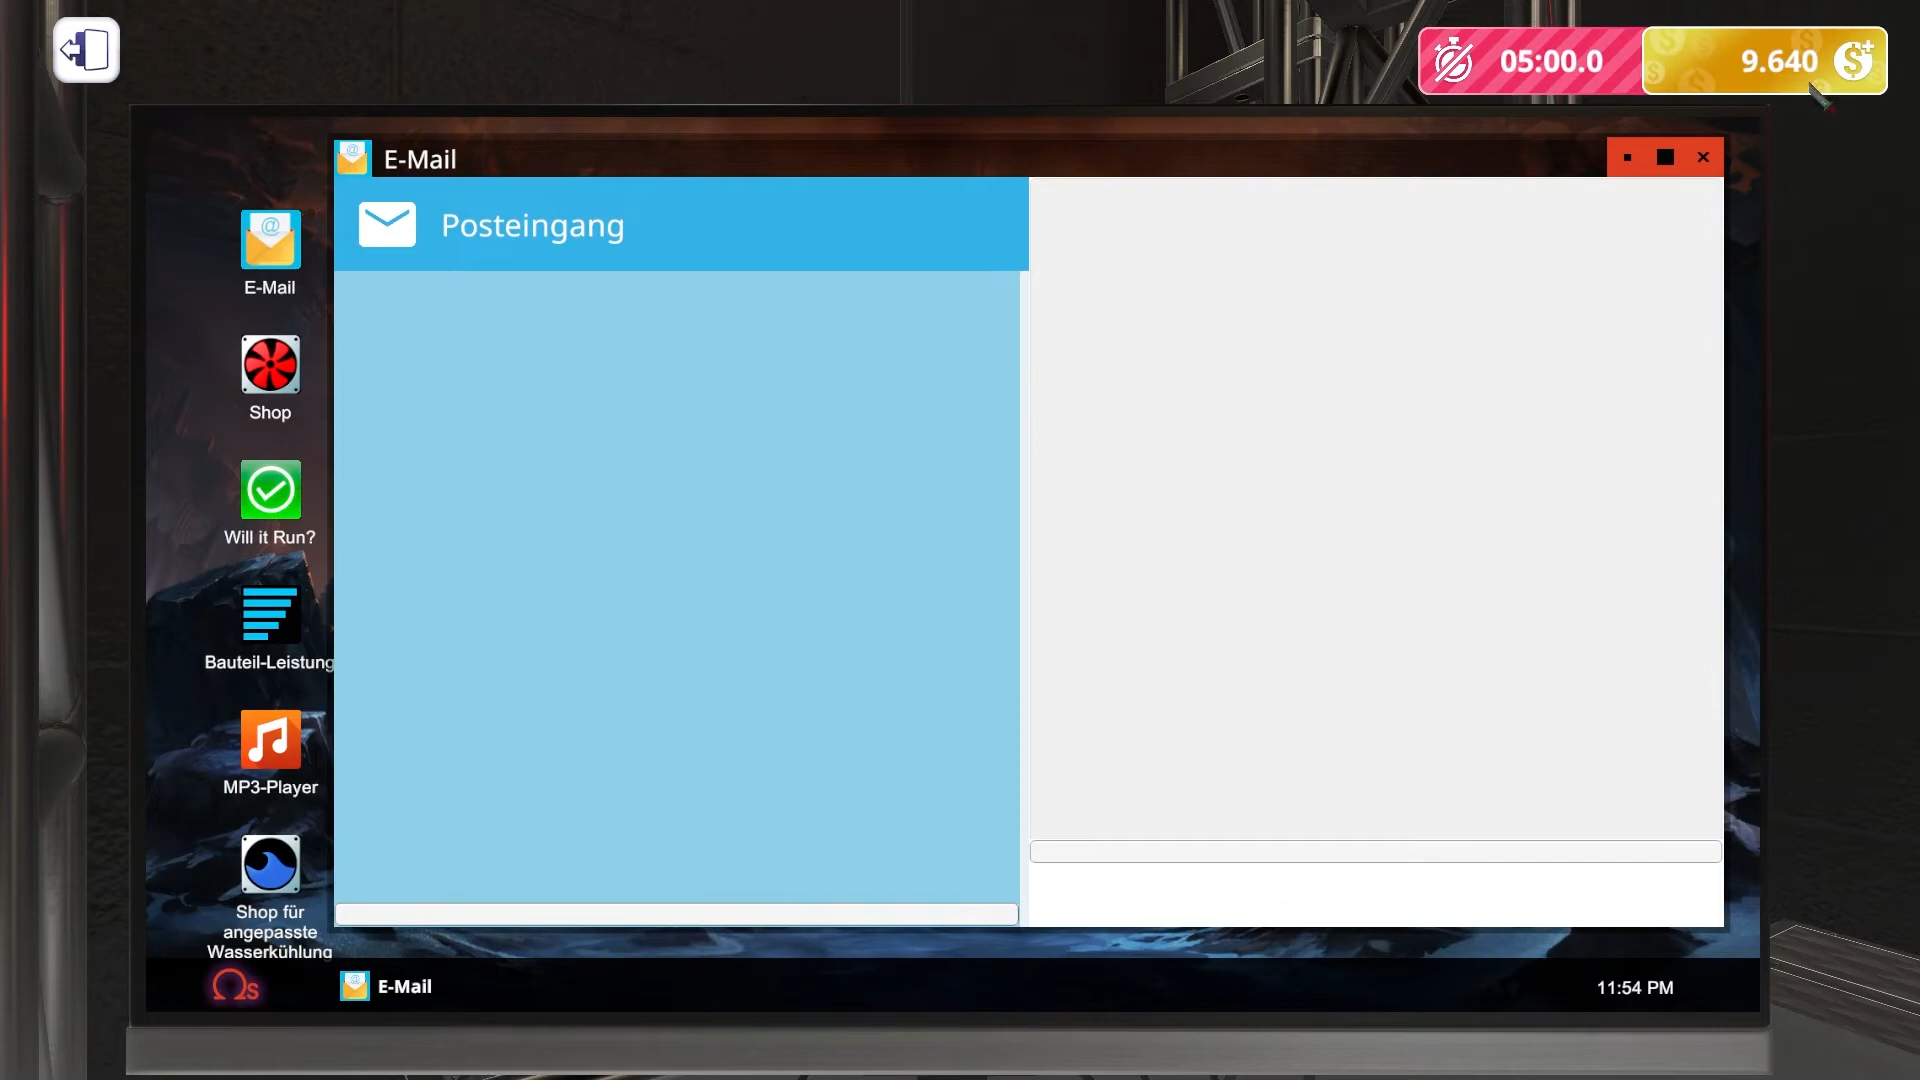 05:00.0
9.640
E-Mail
Posteingang
E-Mail
Shop
Will it Run?
Bauteil-Leistung
MP3-Player
Shop für
angepasste
Wasserkühlung
Ωs
E-Mail
11:54 PM